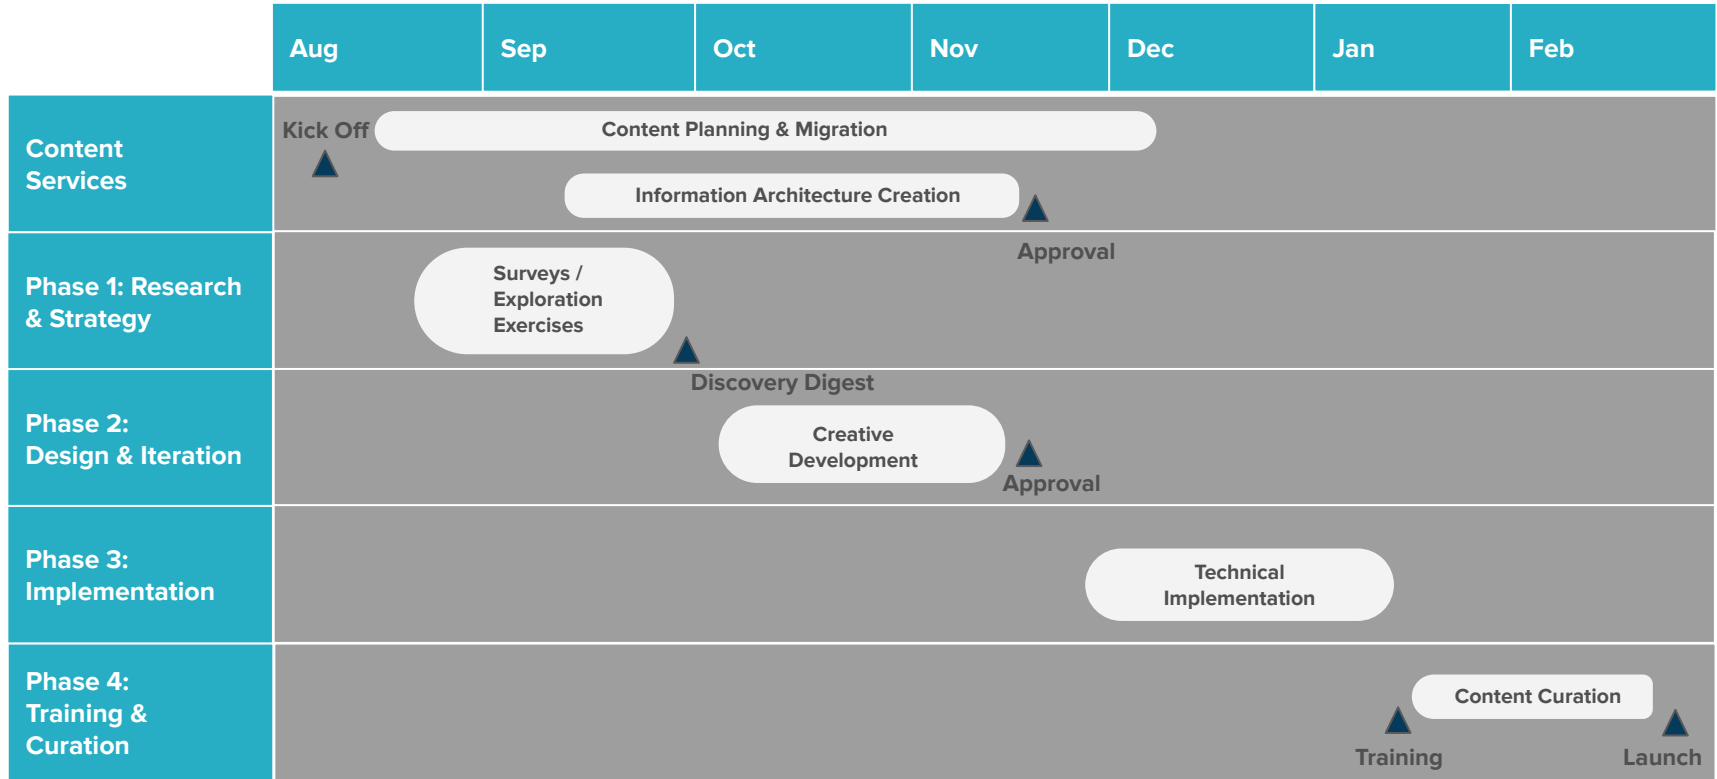 Aug
Sep
Oct
Nov
Dec
Jan
Feb
Content
Services
Kick Off
Content Planning & Migration
Information Architecture Creation
Approval
Phase 1: Research
& Strategy
Surveys /
Exploration
Exercises
Discovery Digest
Phase 2:
Design & Iteration
Creative
Development
Approval
Phase 3:
Implementation
Technical
Implementation
Phase 4:
Training &
Curation
Content Curation
Training
Launch